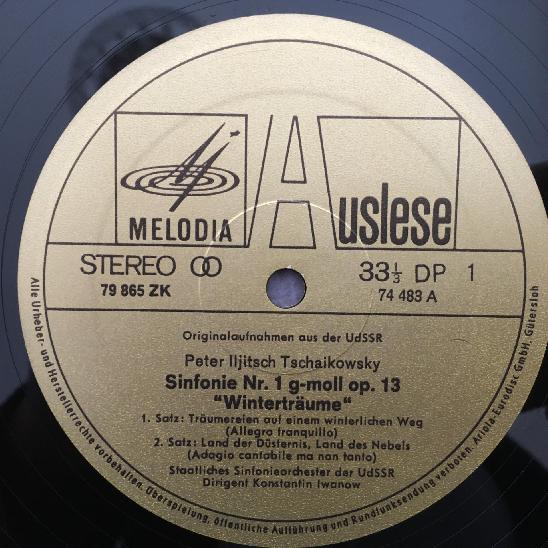 MELODIA
Auslese
STEREO
33⅓ DP 1
79 865 ZK
74 483 A
Originalaufnahmen aus der UdSSR
Peter Iljitsch Tschaikowsky
Sinfonie Nr. 1 g-moll op. 13
"Winterträume"
1. Satz: Träumereien auf einem winterlichen Weg
(Allegro tranquillo)
2. Satz: Land der Düsternis, Land des Nebels
(Adagio cantabile ma non tanto)
Staatliches Sinfonieorchester der UdSSR
Dirigent Konstantin Iwanow
Alle Urheber- und Herstellerrechte vorbehalten. Überspielung, öffentliche Aufführung und Rundfunksendung verboten. Ariola-Eurodisc GmbH. Gütersloh